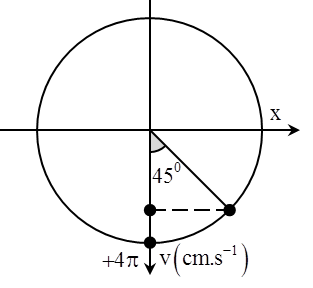 x
45⁰
+4π v(cm.s⁻¹)